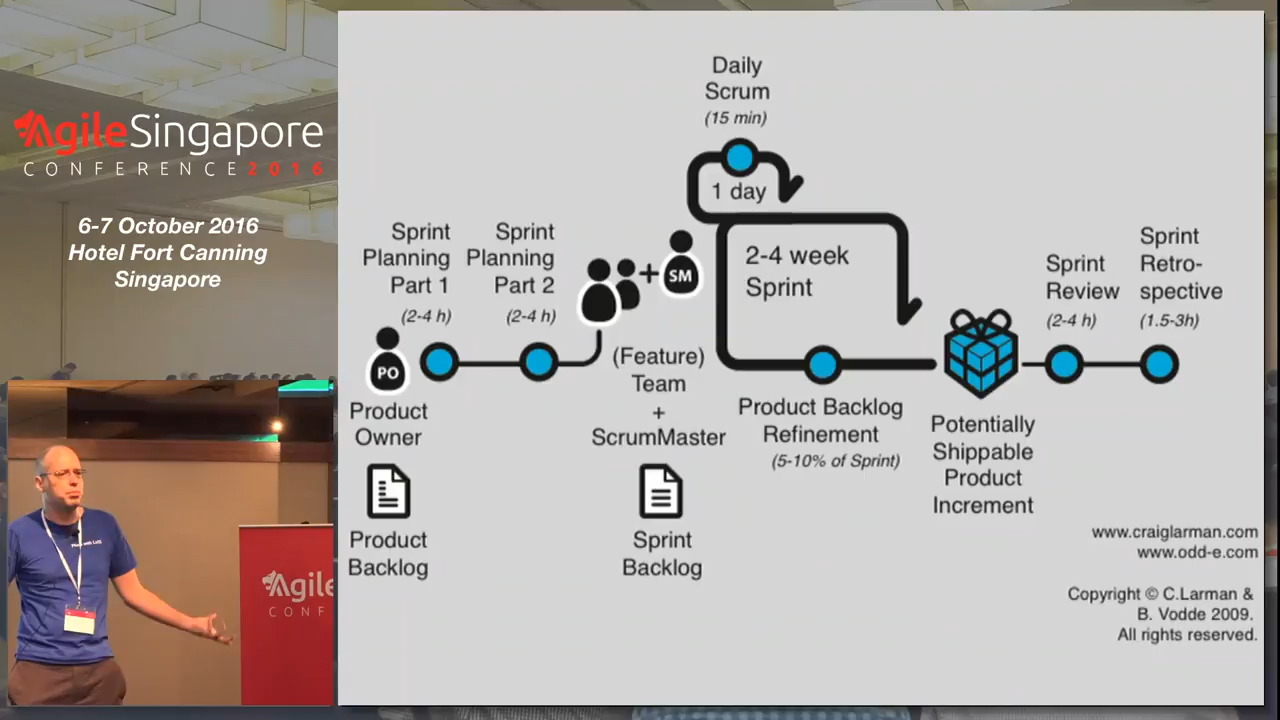 AgileSingapore
CONFERENCE 2016
6-7 October 2016
Hotel Fort Canning
Singapore
Agile
CONF
Daily
Scrum
(15 min)
1 day
Sprint
Planning
Part 1
(2-4 h)
Sprint
Planning
Part 2
(2-4 h)
PO
Product
Owner
Product
Backlog
+
SM
(Feature)
Team
+
ScrumMaster
Sprint
Backlog
2-4 week
Sprint
Product Backlog
Refinement
(5-10% of Sprint)
Potentially
Shippable
Product
Increment
Sprint
Review
(2-4 h)
Sprint
Retro-
spective
(1.5-3h)
www.craiglarman.com
www.odd-e.com
Copyright © C.Larman &
B. Vodde 2009.
All rights reserved.